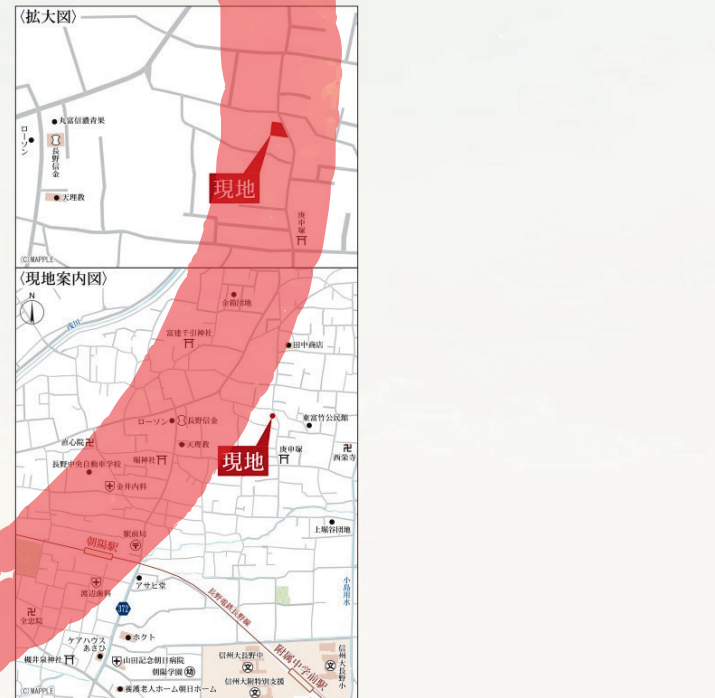 〈拡大図〉
丸富信濃青果
ローソン
長野信金
天理教
現地
庚申塚
(C)MAPPLE
〈現地案内図〉
N
浅川
金箱団地
富建千引神社
田中商店
ローソン
長野信金
東富竹公民館
直心院
天理教
庚申塚
西栄寺
現地
長野中央自動車学校
堰神社
金井内科
上堀谷団地
駅前局
朝陽駅
アサヒ堂
渡辺歯科
長野電鉄長野線
小島用水
372
全忠院
ケアハウス
あさひ
ホクト
槻井泉神社
山田記念朝日病院
朝陽学園
信州大長野中
附属中学前駅
信州大長野小
信州大附特別支援
養護老人ホーム朝日ホーム
(C)MAPPLE